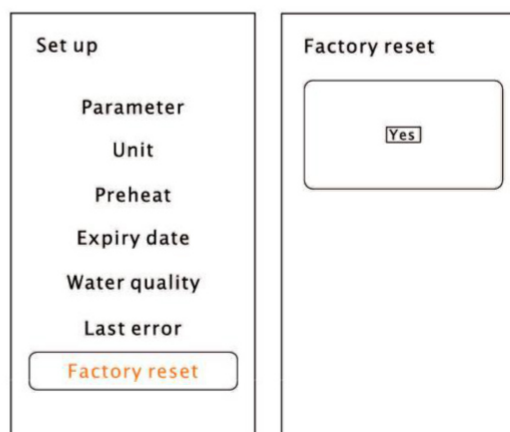 Set up
Parameter
Unit
Preheat
Expiry date
Water quality
Last error
Factory reset
Factory reset
Yes